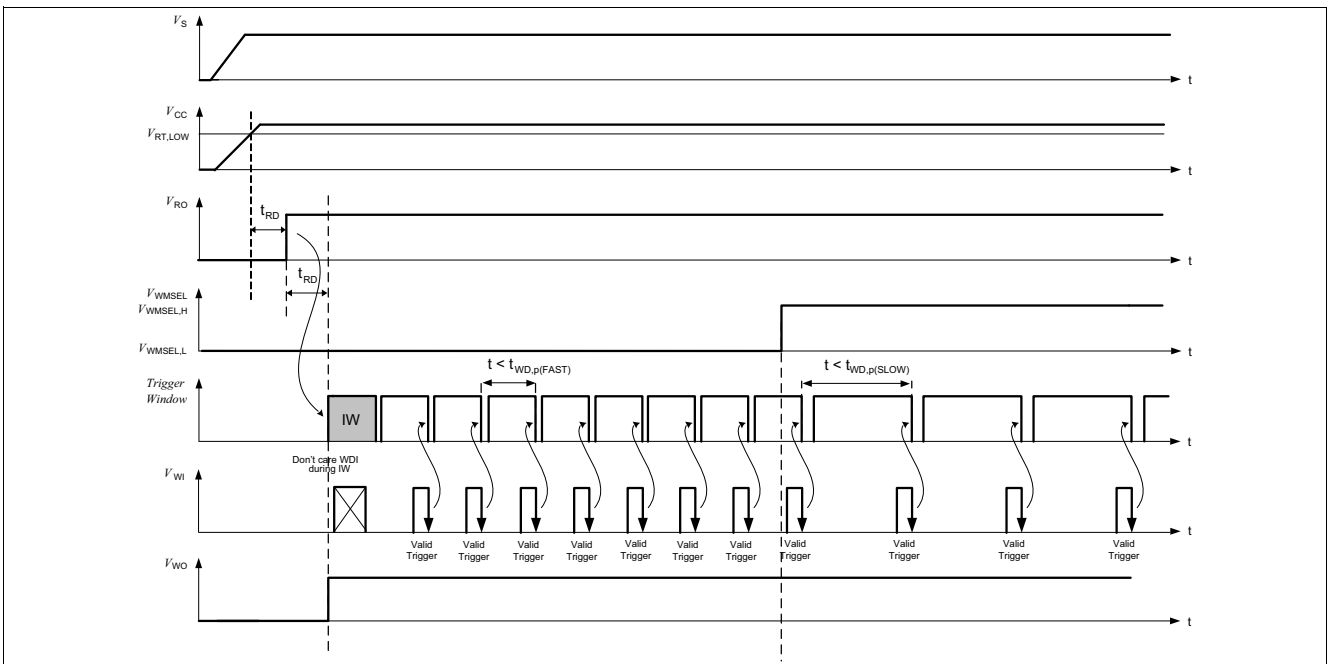 VS
t
VCC
VRT,LOW
t
VRO
tRD
t
tRD
VWMSEL
VWMSEL,H
VWMSEL,L
t
t < tWD,p(FAST)
t < tWD,p(SLOW)
Trigger
Window
IW
t
Don't care WDI
during IW
VWI
t
Valid
Trigger
Valid
Trigger
Valid
Trigger
Valid
Trigger
Valid
Trigger
Valid
Trigger
Valid
Trigger
Valid
Trigger
Valid
Trigger
Valid
Trigger
Valid
Trigger
VWO
t